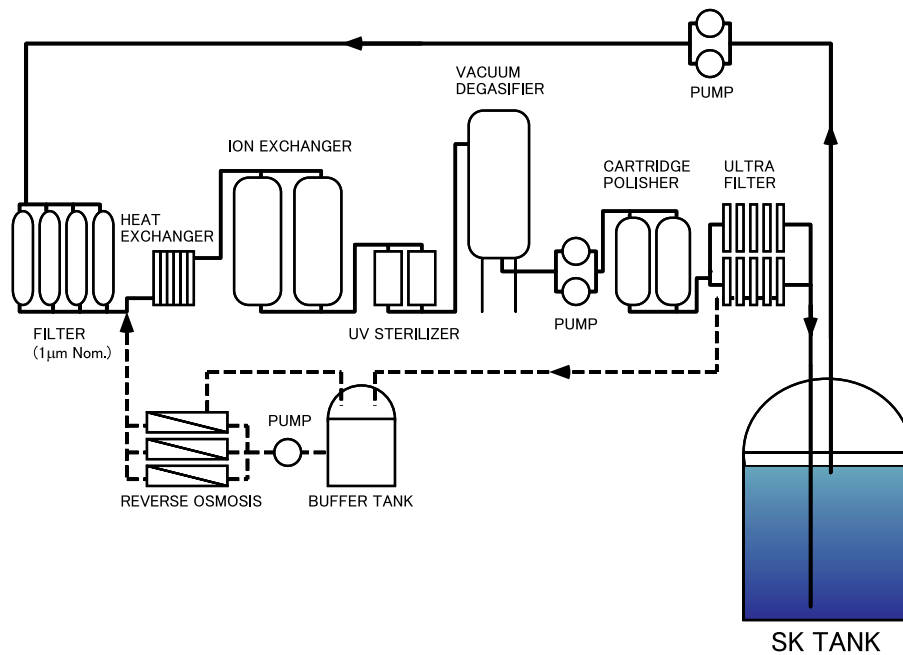 PUMP
VACUUM
DEGASIFIER
ION EXCHANGER
CARTRIDGE
POLISHER
ULTRA
FILTER
HEAT
EXCHANGER
FILTER
(1μm Nom.)
UV STERILIZER
PUMP
PUMP
REVERSE OSMOSIS
BUFFER TANK
SK TANK